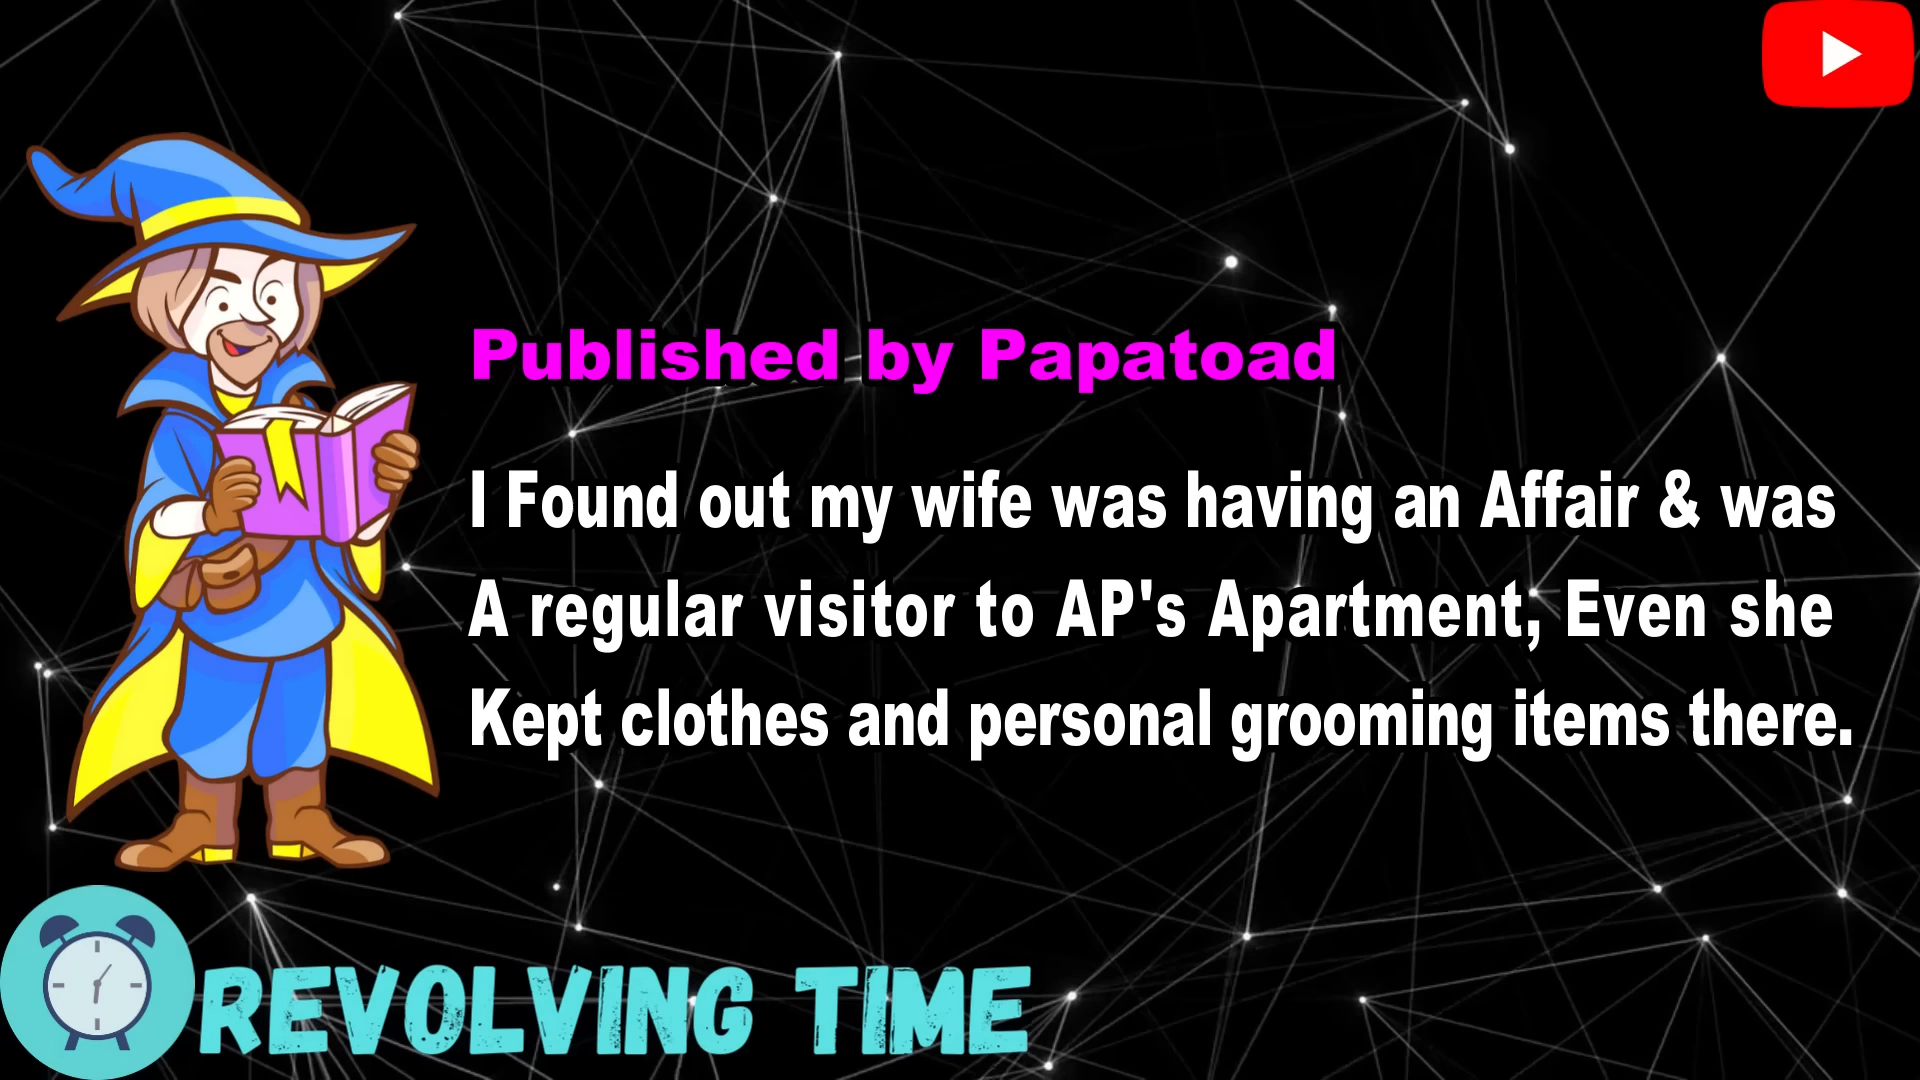 Published by Papatoad
I Found out my wife was having an Affair & was
A regular visitor to AP's Apartment, Even she
Kept clothes and personal grooming items there.
REVOLVING TIME